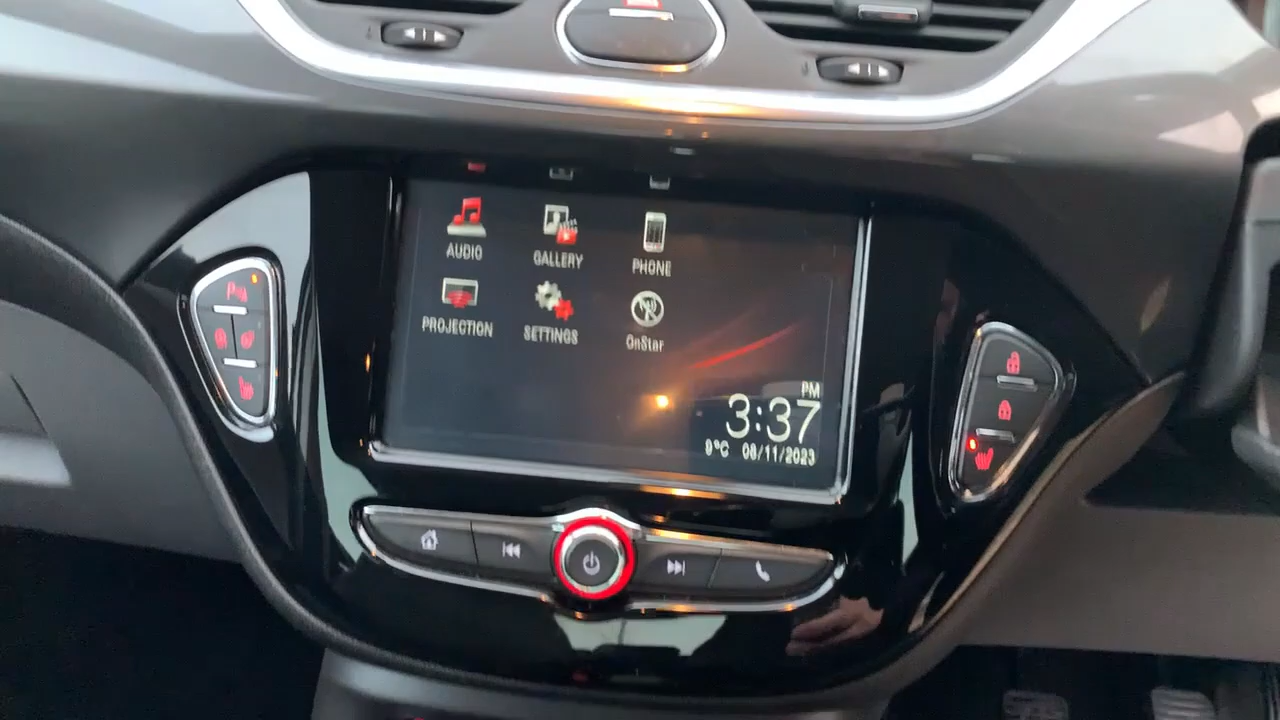 AUDIO
GALLERY
PHONE
PROJECTION
SETTINGS
OnStar
PM
3:37
9°C 08/11/2023